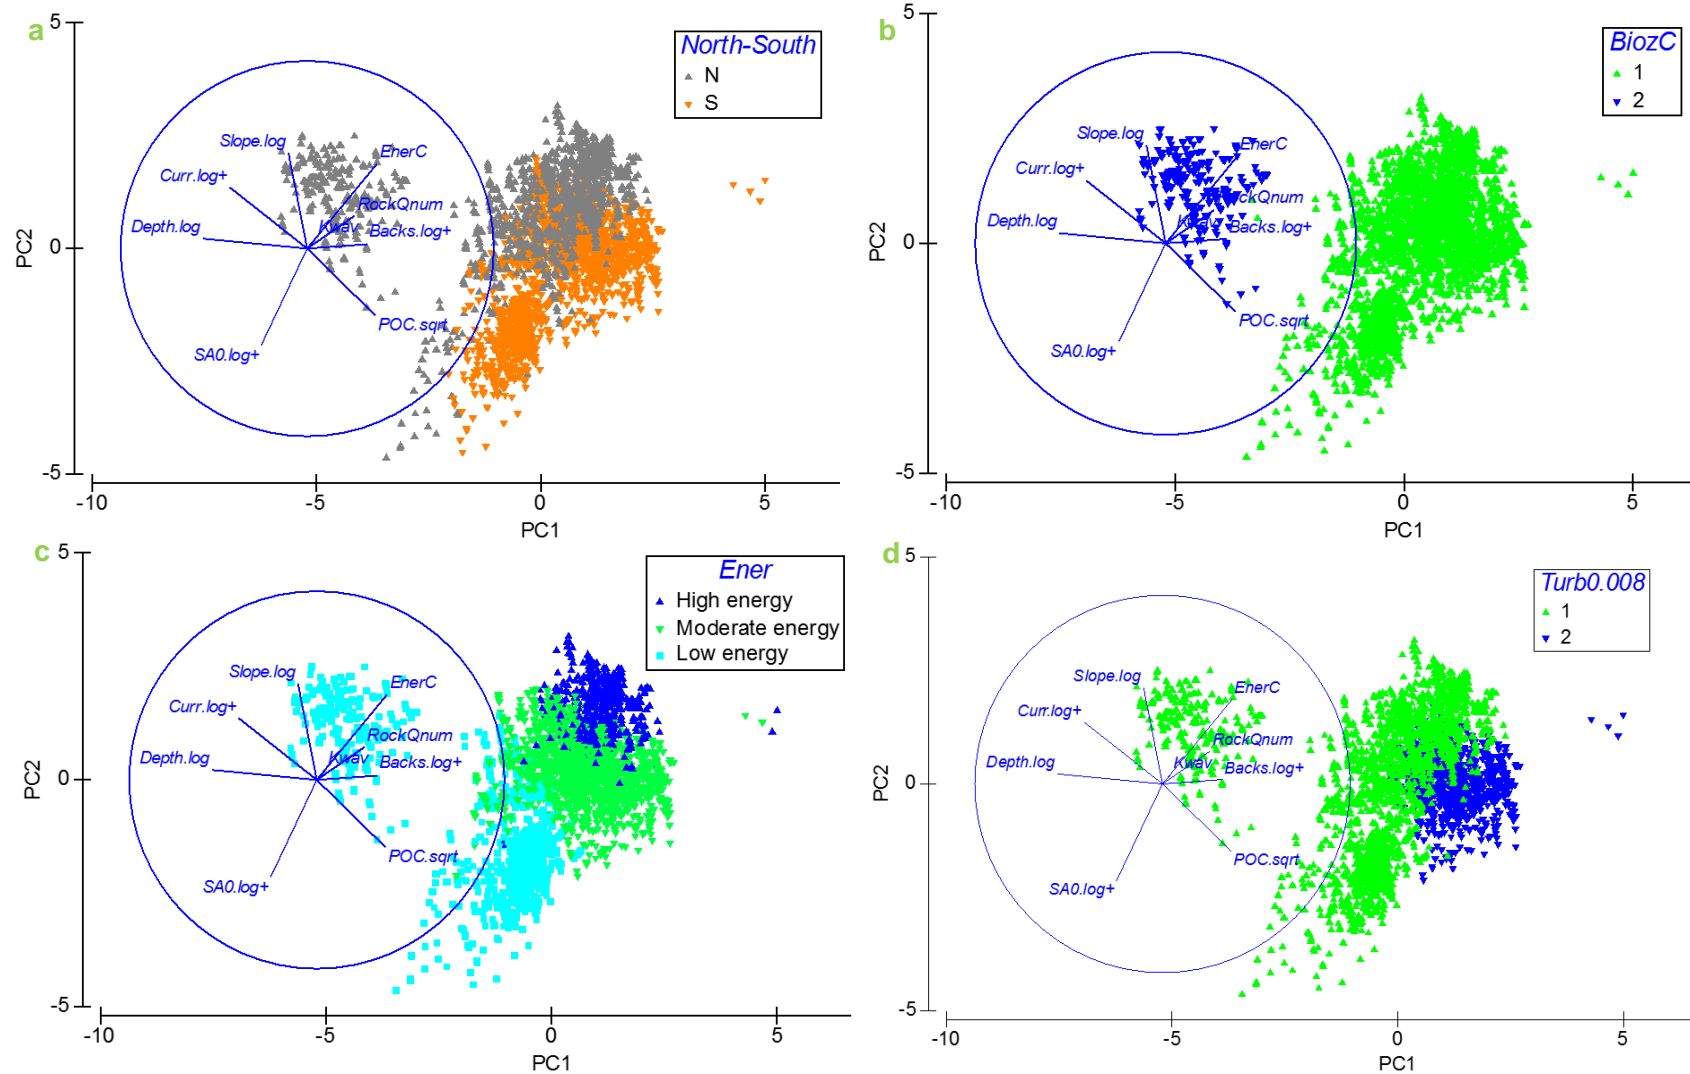 a
5
0
-5
PC2
-10
-5
0
5
PC1
North-South
N
S
Slope.log
EnerC
Curr.log+
RockQnum
Depth.log
Kwav
Backs.log+
POC.sqrt
SA0.log+
b
5
0
-5
PC2
-10
-5
0
5
PC1
BiozC
1
2
Slope.log
EnerC
Curr.log+
RockQnum
Depth.log
Kwav
Backs.log+
POC.sqrt
SA0.log+
c
5
0
-5
PC2
-10
-5
0
5
PC1
Ener
High energy
Moderate energy
Low energy
Slope.log
EnerC
Curr.log+
RockQnum
Depth.log
Kwav
Backs.log+
POC.sqrt
SA0.log+
d
5
0
-5
PC2
-10
-5
0
5
PC1
Turb0.008
1
2
Slope.log
EnerC
Curr.log+
RockQnum
Depth.log
Kwav
Backs.log+
POC.sqrt
SA0.log+